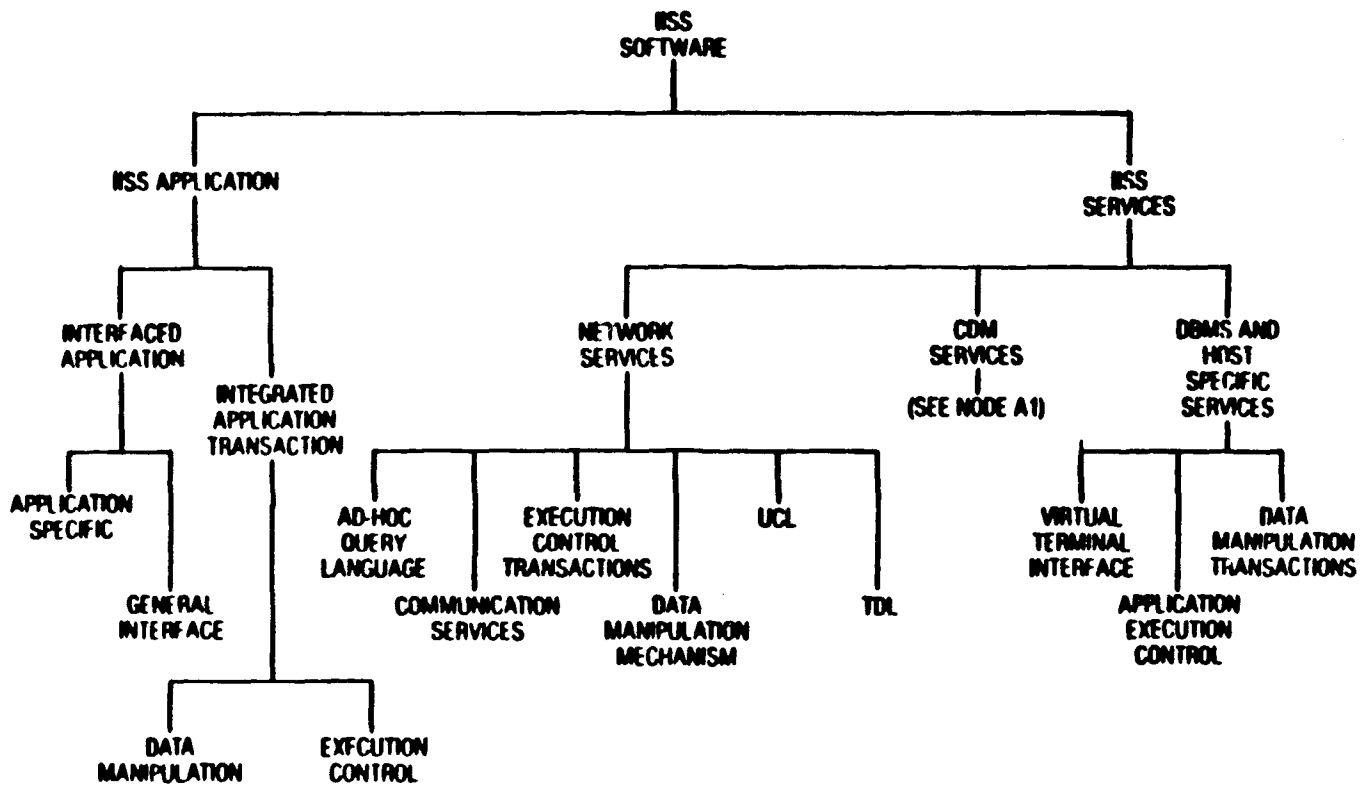 IISS
SOFTWARE
IISS APPLICATION
IISS
SERVICES
INTERFACED
APPLICATION
INTEGRATED
APPLICATION
TRANSACTION
NETWORK
SERVICES
CDM
SERVICES
(SEE NODE A1)
DBMS AND
HOST
SPECIFIC
SERVICES
APPLICATION
SPECIFIC
GENERAL
INTERFACE
AD-HOC
QUERY
LANGUAGE
COMMUNICATION
SERVICES
EXECUTION
CONTROL
TRANSACTIONS
DATA
MANIPULATION
MECHANISM
UCL
TDL
VIRTUAL
TERMINAL
INTERFACE
APPLICATION
EXECUTION
CONTROL
DATA
MANIPULATION
TRANSACTIONS
DATA
MANIPULATION
EXECUTION
CONTROL